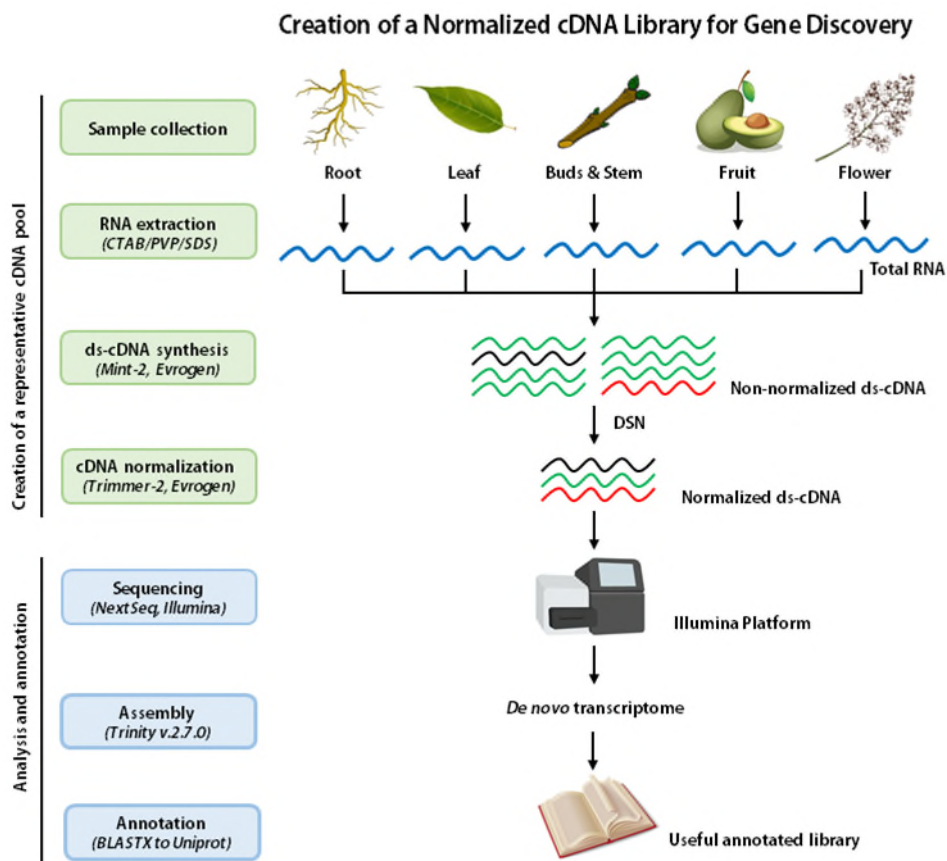 Creation of a Normalized cDNA Library for Gene Discovery
Creation of a representative cDNA pool
Sample collection
Root
Leaf
Buds & Stem
Fruit
Flower
RNA extraction
(CTAB/PVP/SDS)
Total RNA
ds-cDNA synthesis
(Mint-2, Evrogen)
Non-normalized ds-cDNA
DSN
cDNA normalization
(Trimmer-2, Evrogen)
Normalized ds-cDNA
Analysis and annotation
Sequencing
(NextSeq, Illumina)
Illumina Platform
Assembly
(Trinity v.2.7.0)
De novo transcriptome
Annotation
(BLASTX to Uniprot)
Useful annotated library